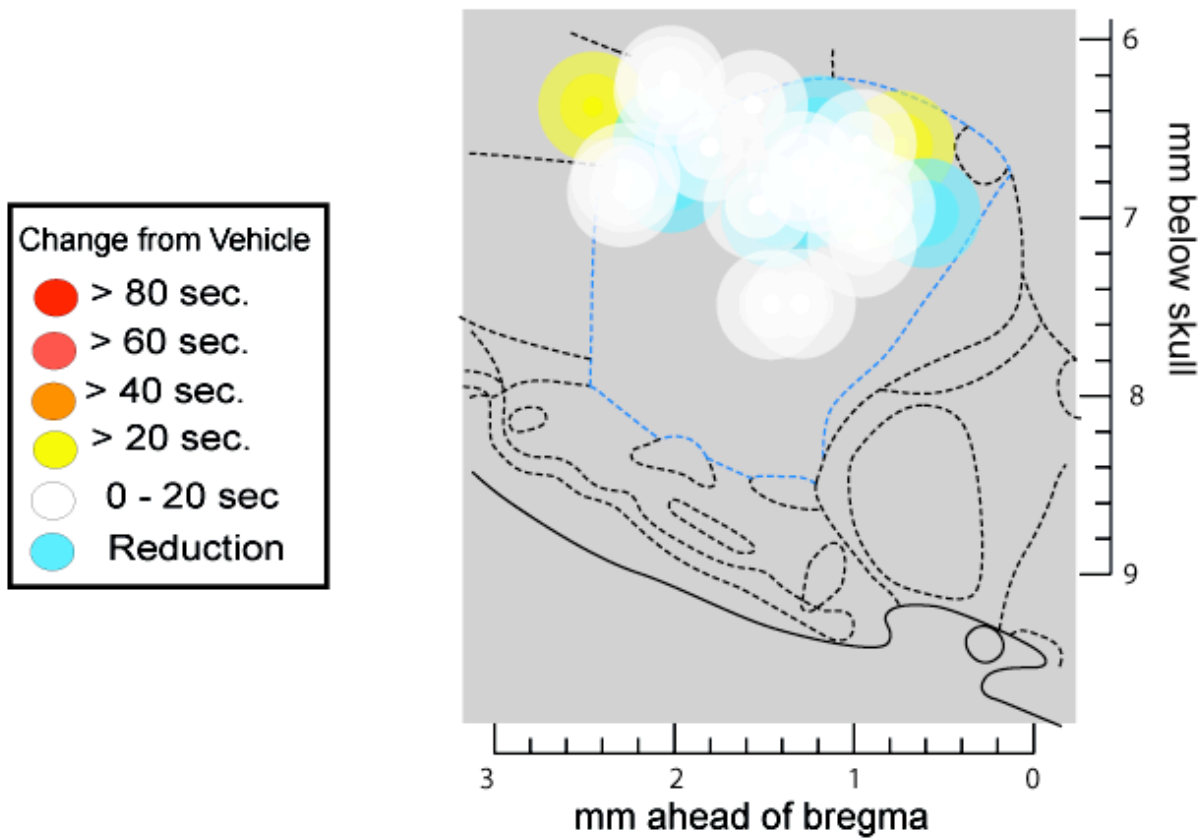 Change from Vehicle
> 80 sec.
> 60 sec.
> 40 sec.
> 20 sec.
0 - 20 sec
Reduction
6
7
8
9
mm below skull
3 2 1 0
mm ahead of bregma